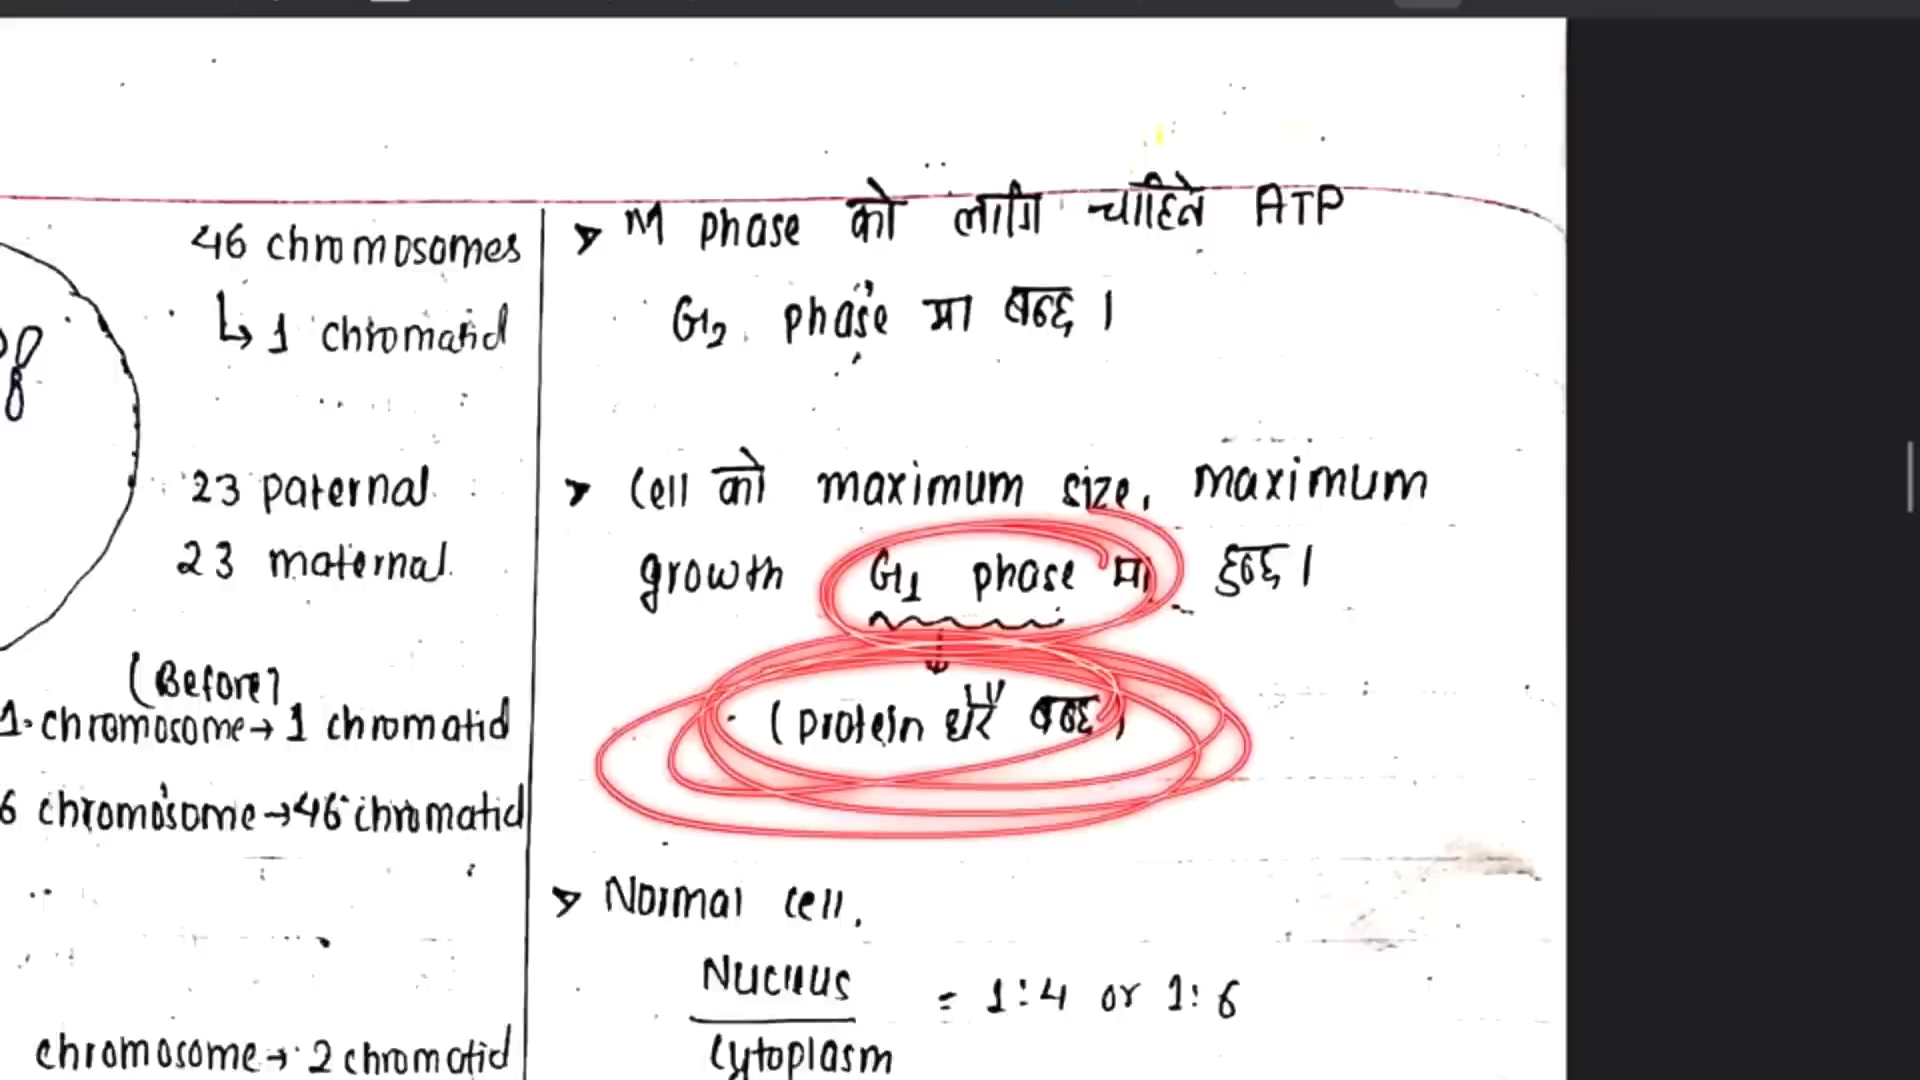 46 chromosomes
↳ 1 chromatid
23 paternal
23 maternal
(Before)
1 chromosome → 1 chromatid
6 chromosome → 46 chromatid
chromosome → 2 chromatid
➤ M phase को लागि चाहिने ATP
G2 phase मा बन्छ।
➤ Cell को maximum size, maximum
growth G1 phase मा हुन्छ।
↓
(protein धेरै बन्छ)
➤ Normal cell.
Nucleus
= 1:4 or 1:6
Cytoplasm